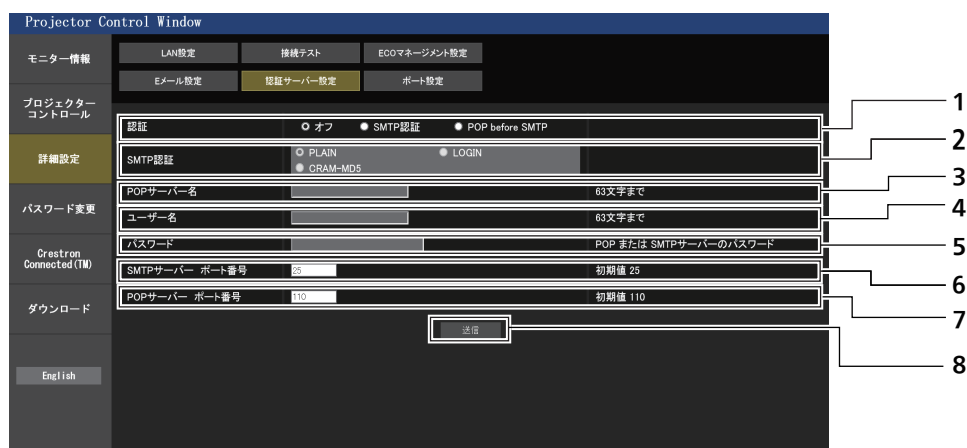 Projector Control Window
モニター情報
プロジェクター
コントロール
詳細設定
パスワード変更
Crestron
Connected(TM)
ダウンロード
English
LAN設定 接続テスト ECOマネージメント設定
Eメール設定 認証サーバー設定 ポート設定
認証 オフ SMTP認証 POP before SMTP
SMTP認証 PLAIN LOGIN
CRAM-MD5
POPサーバー名 63文字まで
ユーザー名 63文字まで
パスワード POP または SMTPサーバーのパスワード
SMTPサーバー ポート番号 25 初期値 25
POPサーバー ポート番号 110 初期値 110
送信
1
2
3
4
5
6
7
8